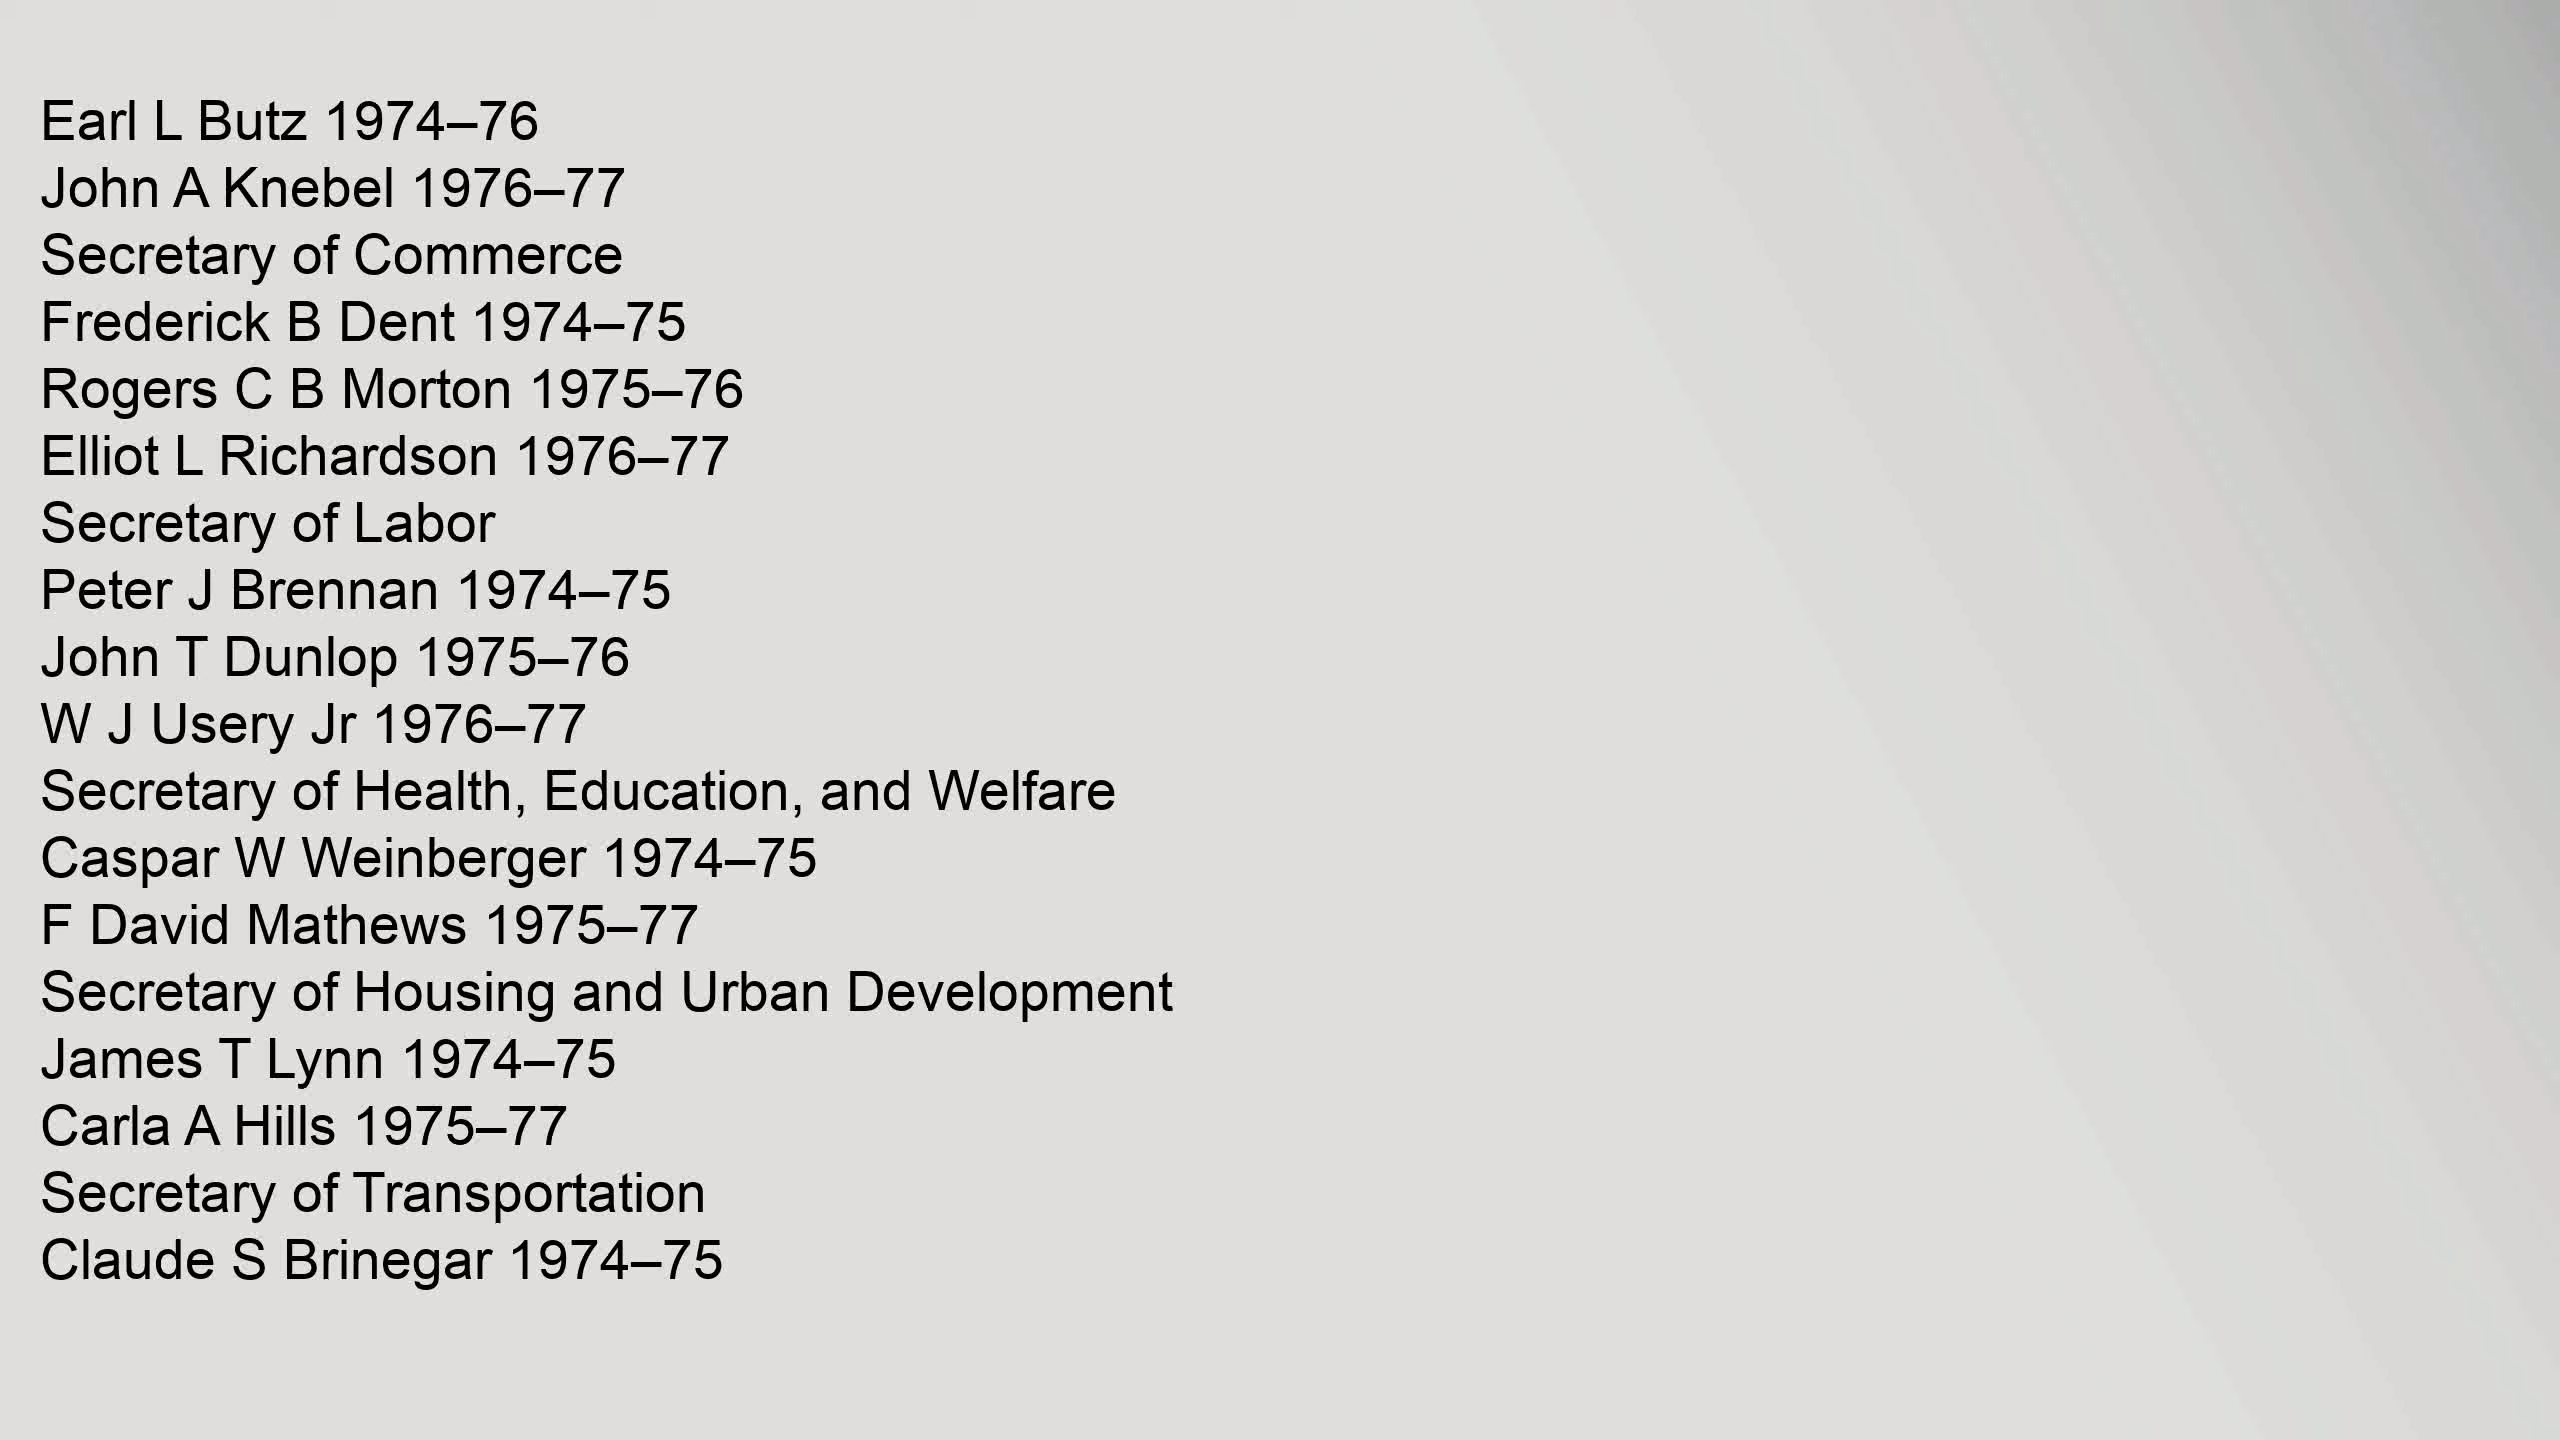 Earl L Butz 1974–76
John A Knebel 1976–77
Secretary of Commerce
Frederick B Dent 1974–75
Rogers C B Morton 1975–76
Elliot L Richardson 1976–77
Secretary of Labor
Peter J Brennan 1974–75
John T Dunlop 1975–76
W J Usery Jr 1976–77
Secretary of Health, Education, and Welfare
Caspar W Weinberger 1974–75
F David Mathews 1975–77
Secretary of Housing and Urban Development
James T Lynn 1974–75
Carla A Hills 1975–77
Secretary of Transportation
Claude S Brinegar 1974–75